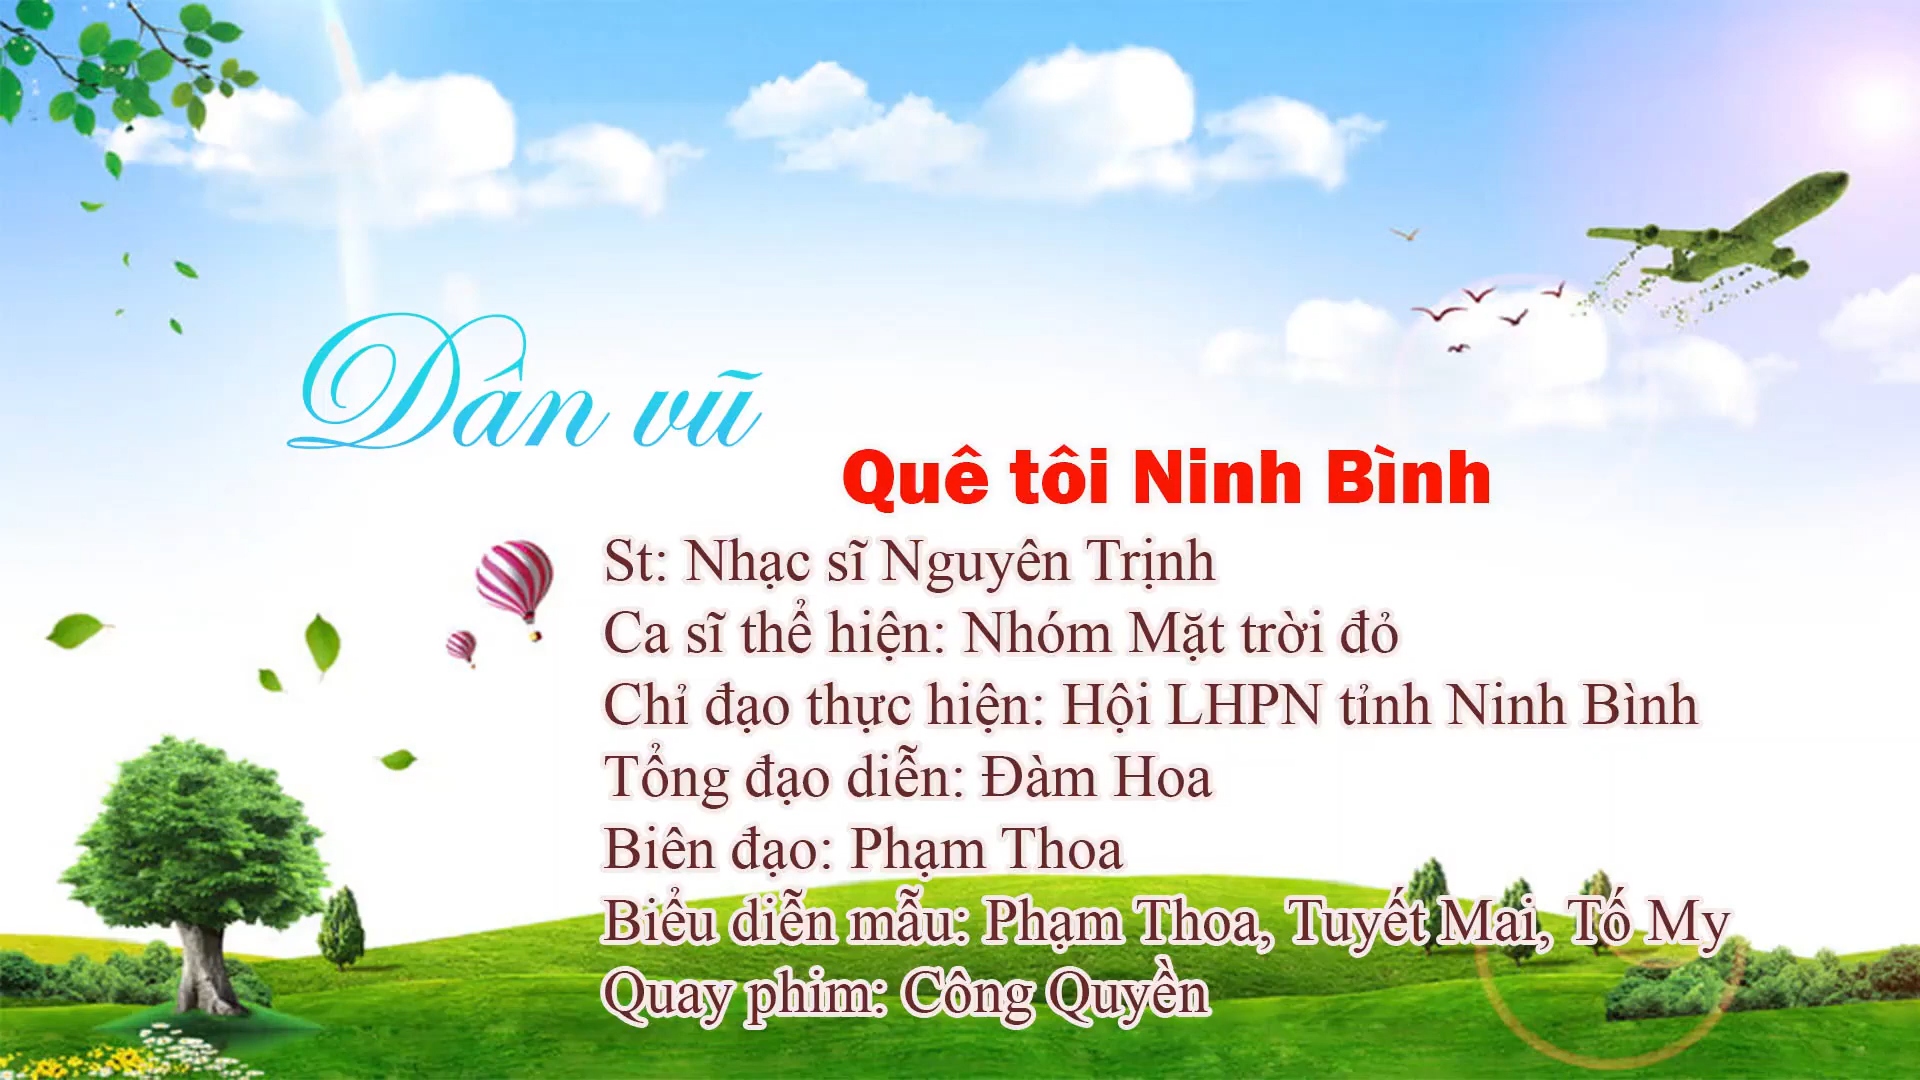 Dân vũ
Quê tôi Ninh Bình
St: Nhạc sĩ Nguyên Trịnh
Ca sĩ thể hiện: Nhóm Mặt trời đỏ
Chỉ đạo thực hiện: Hội LHPN tỉnh Ninh Bình
Tổng đạo diễn: Đàm Hoa
Biên đạo: Phạm Thoa
Biểu diễn mẫu: Phạm Thoa, Tuyết Mai, Tố My
Quay phim: Công Quyền